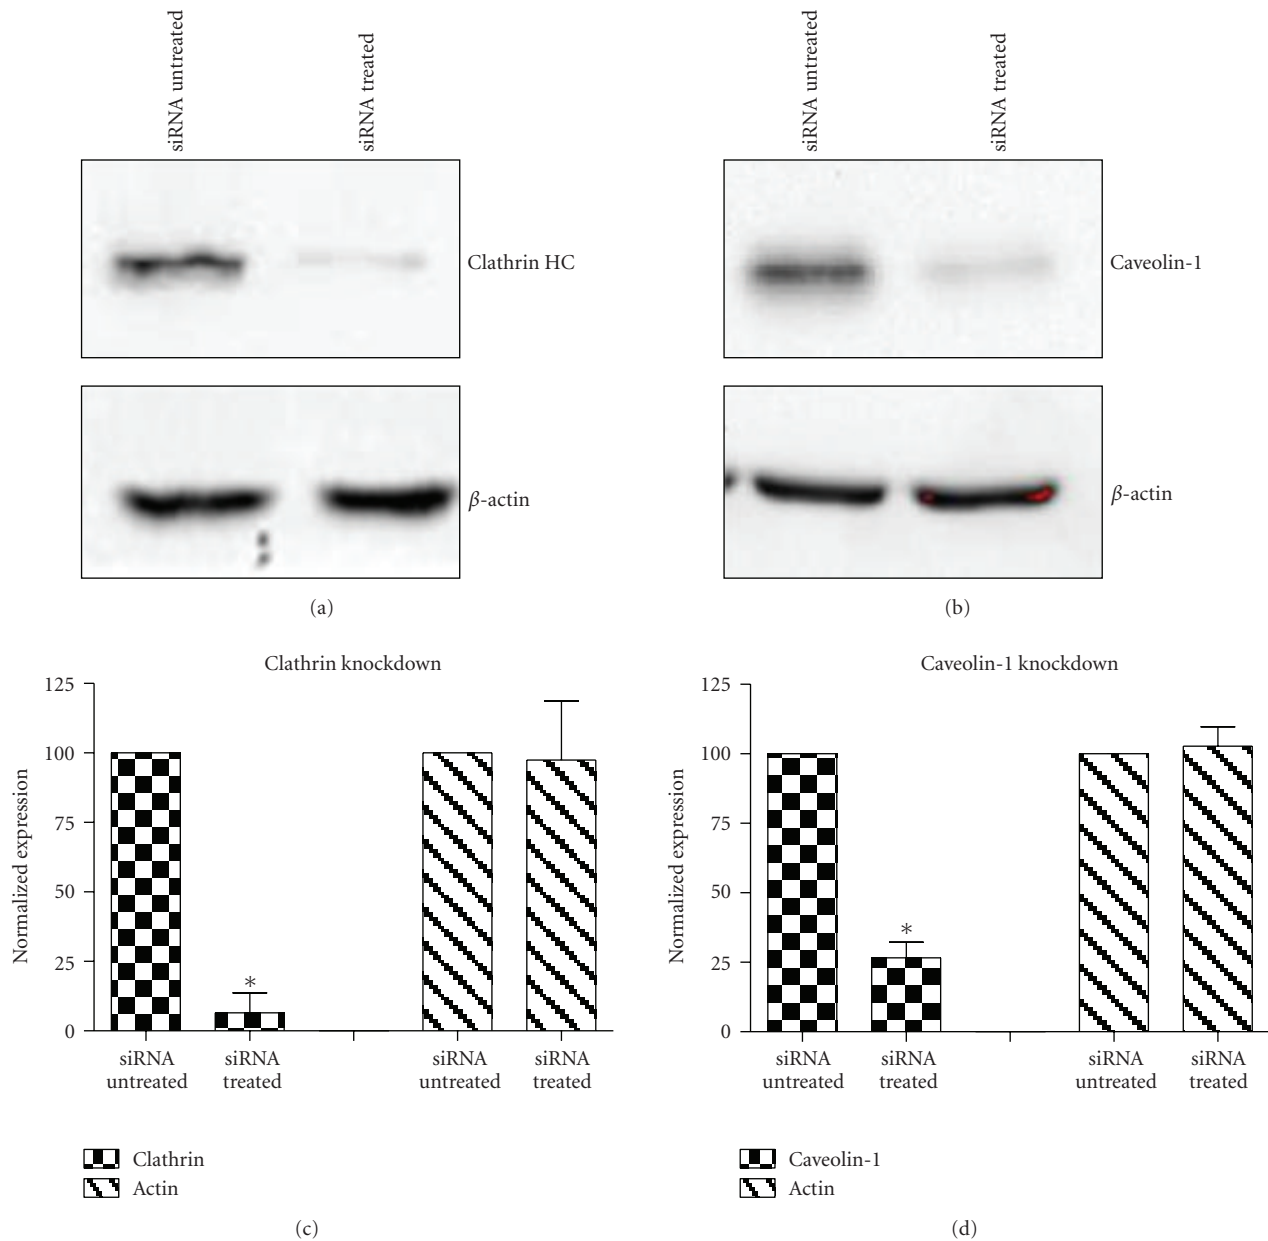 siRNA untreated
siRNA treated
Clathrin HC
β-actin
(a)
siRNA untreated
siRNA treated
Caveolin-1
β-actin
(b)
Clathrin knockdown
Normalized expression
125
100
75
50
25
0
*
siRNA
untreated
siRNA
treated
siRNA
untreated
siRNA
treated
Clathrin
Actin
(c)
Caveolin-1 knockdown
Normalized expression
125
100
75
50
25
0
*
siRNA
untreated
siRNA
treated
siRNA
untreated
siRNA
treated
Caveolin-1
Actin
(d)